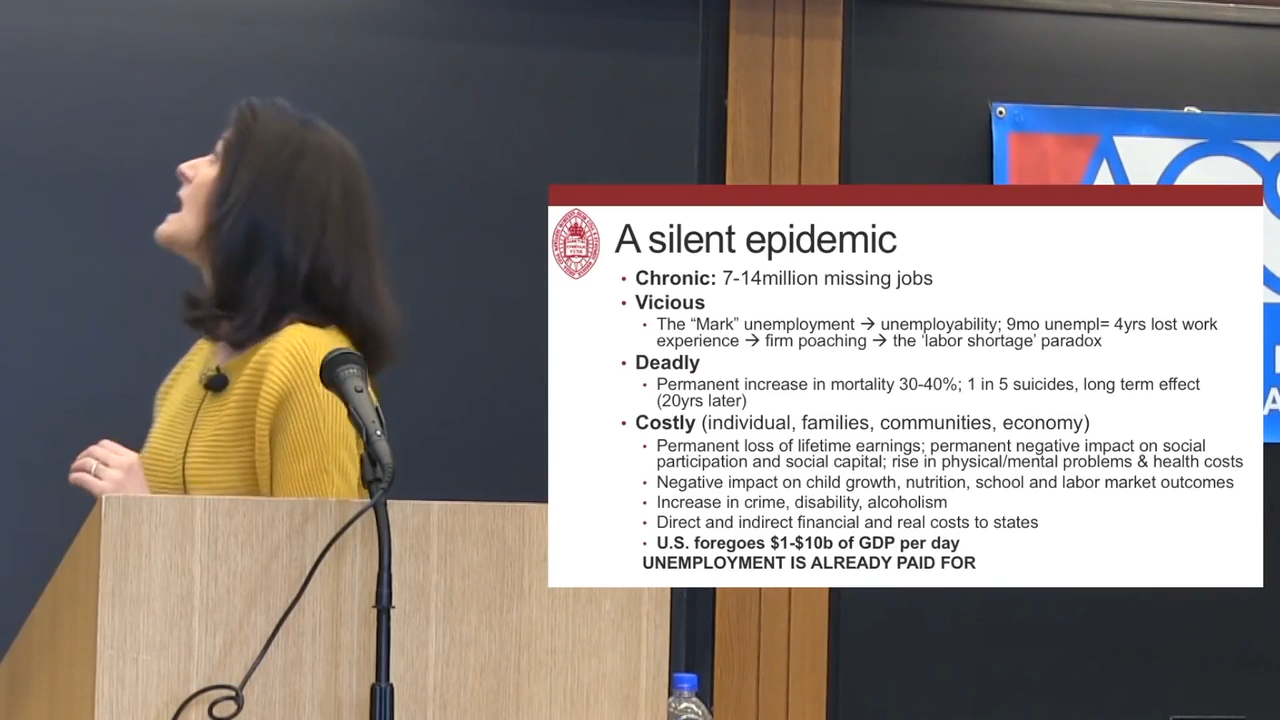 A silent epidemic
• Chronic: 7-14million missing jobs
• Vicious
• The “Mark” unemployment → unemployability; 9mo unempl= 4yrs lost work
experience → firm poaching → the ‘labor shortage’ paradox
• Deadly
• Permanent increase in mortality 30-40%; 1 in 5 suicides, long term effect
(20yrs later)
• Costly (individual, families, communities, economy)
• Permanent loss of lifetime earnings; permanent negative impact on social
participation and social capital; rise in physical/mental problems & health costs
• Negative impact on child growth, nutrition, school and labor market outcomes
• Increase in crime, disability, alcoholism
• Direct and indirect financial and real costs to states
• U.S. foregoes $1-$10b of GDP per day
UNEMPLOYMENT IS ALREADY PAID FOR